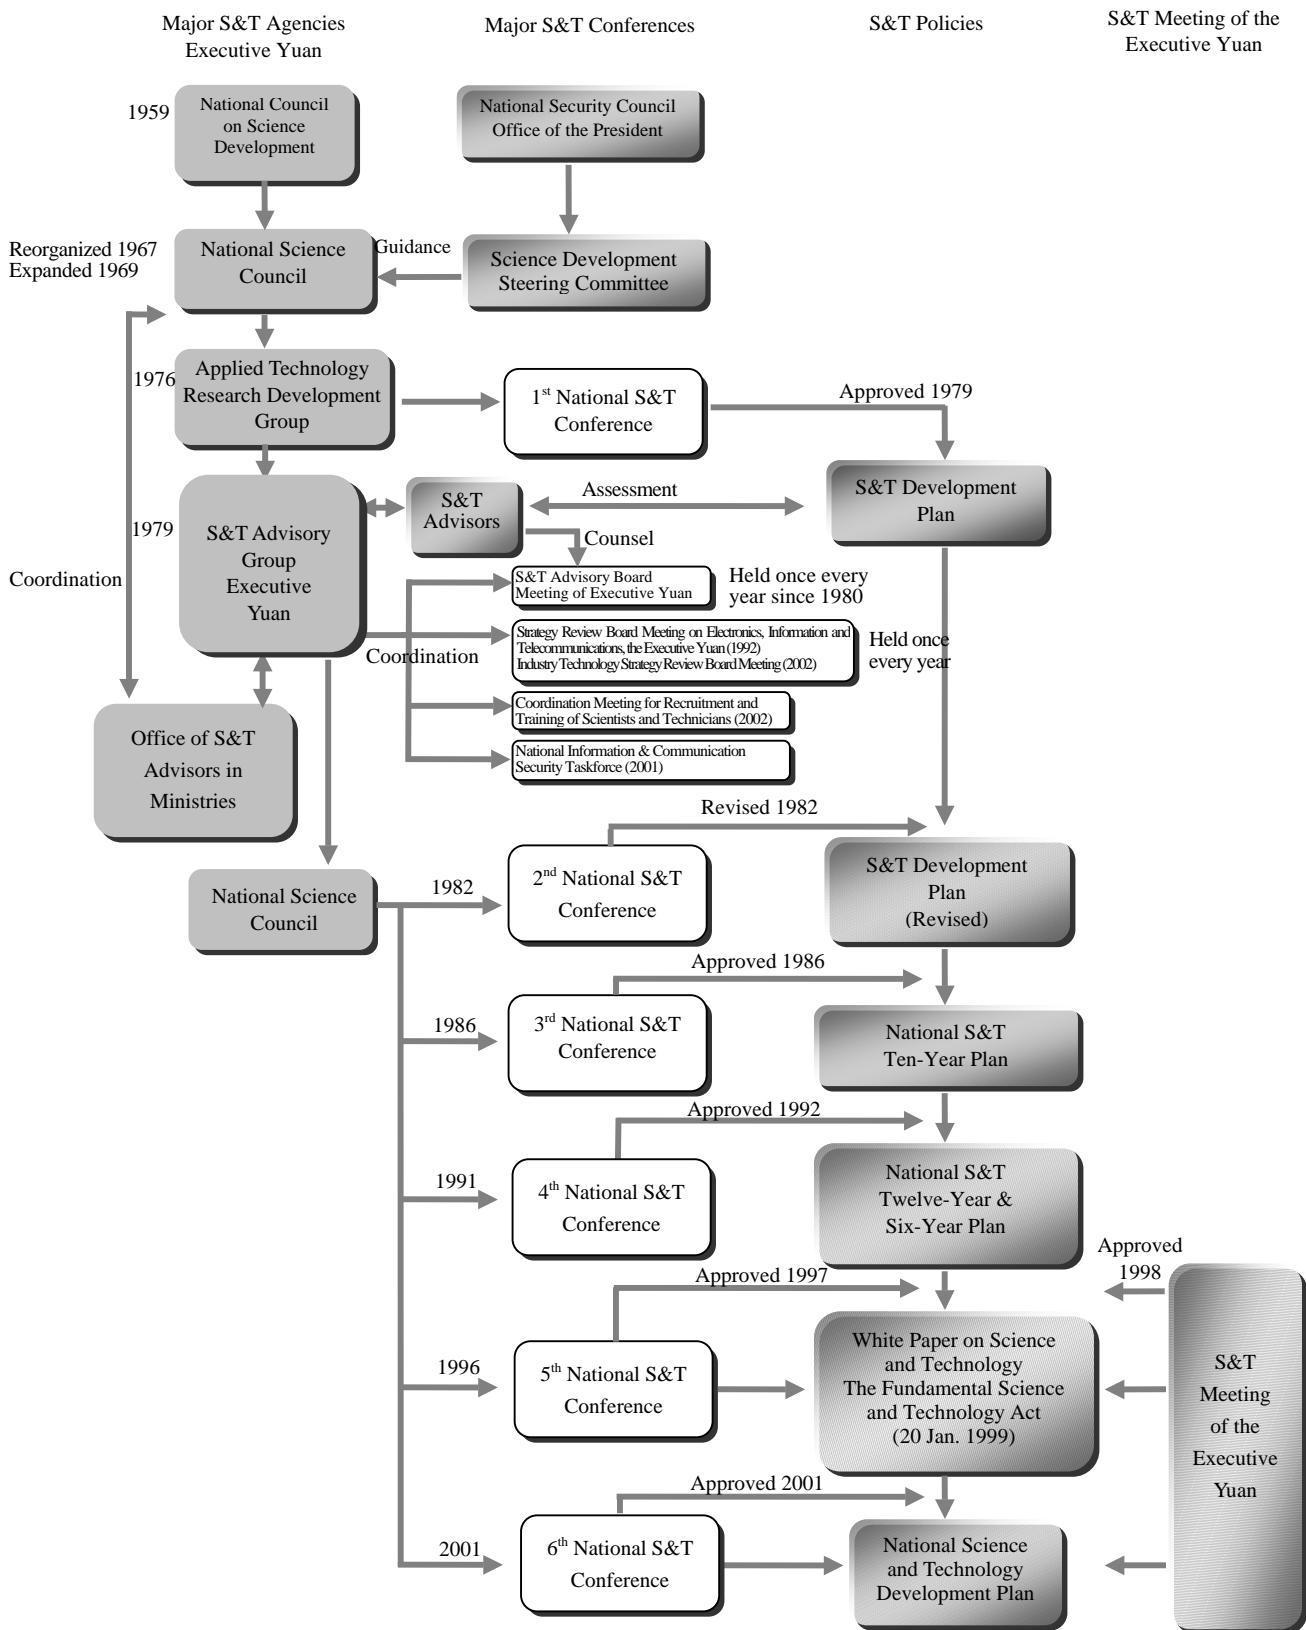 Major S&T Agencies
Executive Yuan
Major S&T Conferences
S&T Policies
S&T Meeting of the
Executive Yuan
1959
National Council
on Science
Development
National Security Council
Office of the President
Reorganized 1967
Expanded 1969
National Science
Council
Guidance
Science Development
Steering Committee
1976
Applied Technology
Research Development
Group
1st National S&T
Conference
Approved 1979
S&T Development
Plan
1979
S&T Advisory
Group
Executive
Yuan
S&T
Advisors
Assessment
Counsel
Coordination
S&T Advisory Board
Meeting of Executive Yuan
Held once every
year since 1980
Coordination
Strategy Review Board Meeting on Electronics, Information and
Telecommunications, the Executive Yuan (1992)
Industry Technology Strategy Review Board Meeting (2002)
Held once
every year
Coordination Meeting for Recruitment and
Training of Scientists and Technicians (2002)
National Information & Communication
Security Taskforce (2001)
Office of S&T
Advisors in
Ministries
Revised 1982
National Science
Council
1982
2nd National S&T
Conference
S&T Development
Plan
(Revised)
Approved 1986
1986
3rd National S&T
Conference
National S&T
Ten-Year Plan
Approved 1992
1991
4th National S&T
Conference
National S&T
Twelve-Year &
Six-Year Plan
Approved
1998
Approved 1997
1996
5th National S&T
Conference
White Paper on Science
and Technology
The Fundamental Science
and Technology Act
(20 Jan. 1999)
S&T
Meeting
of the
Executive
Yuan
Approved 2001
2001
6th National S&T
Conference
National Science
and Technology
Development Plan